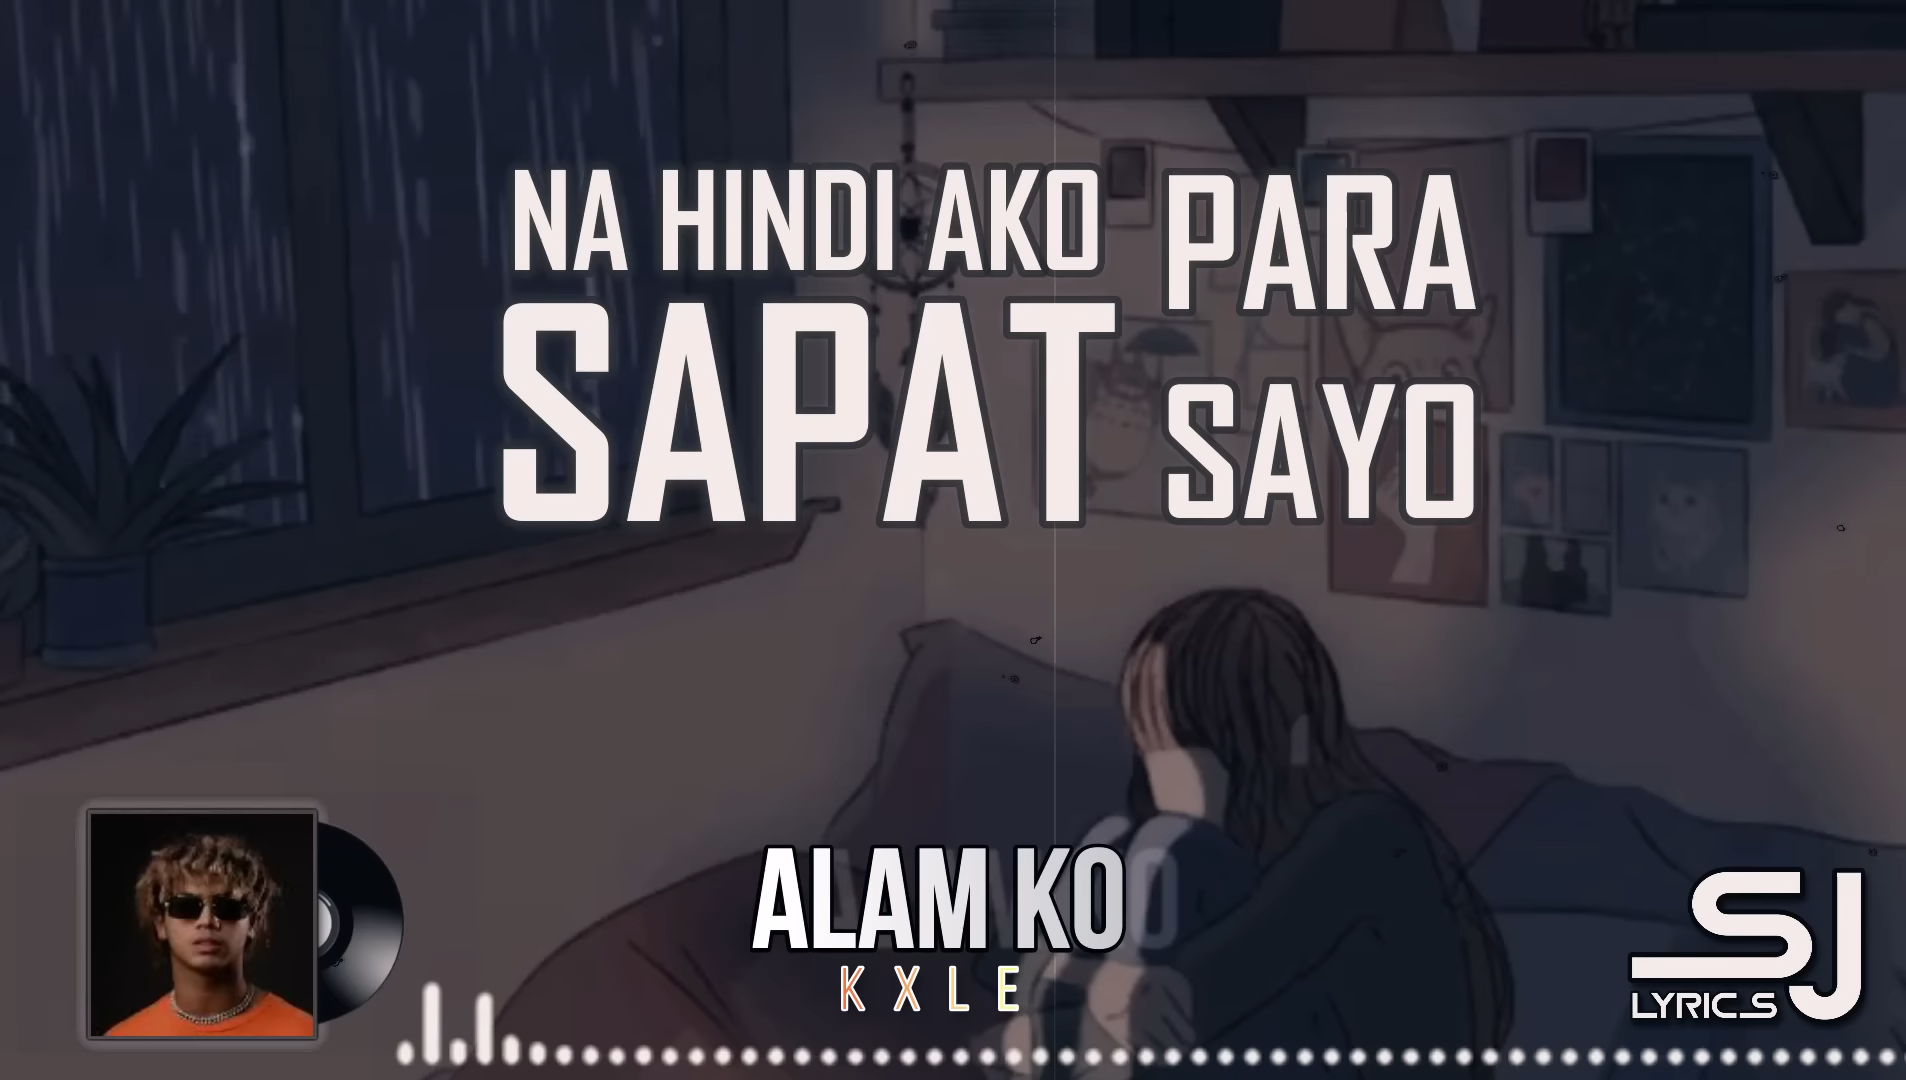 NA HINDI AKO
SAPAT
PARA
SAYO
ALAM KO
KXLE
SJ
LYRICS